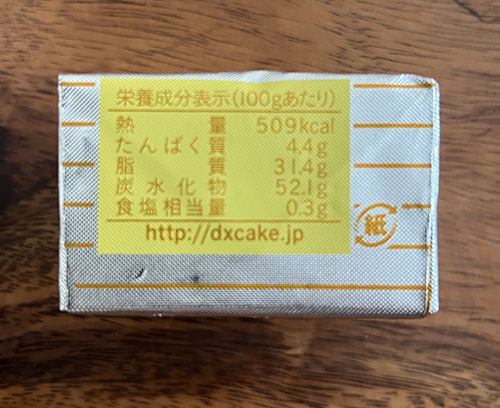 栄養成分表示(100gあたり)
熱量 509kcal
たんぱく質 4.4g
脂質 31.4g
炭水化物 52.1g
食塩相当量 0.3g
http://dxcake.jp
紙